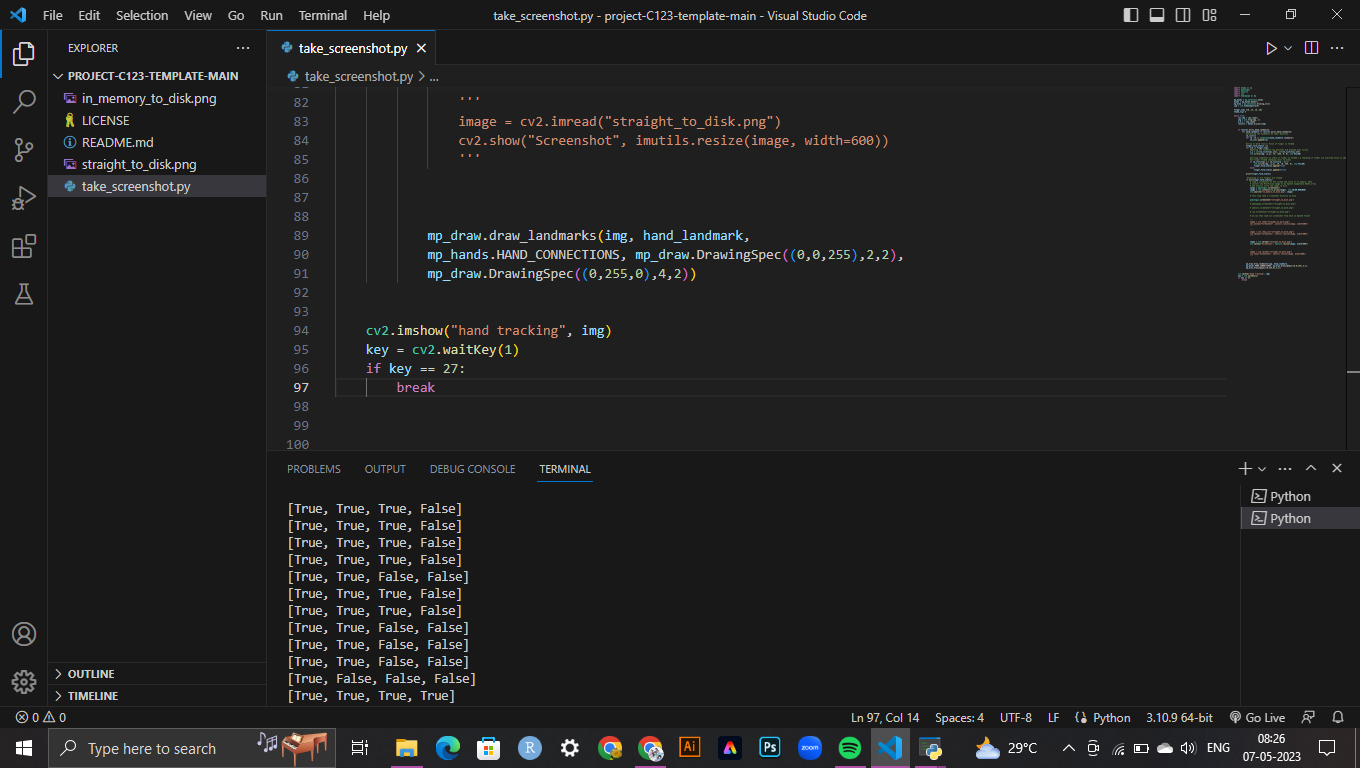 File Edit Selection View Go Run Terminal Help
take_screenshot.py - project-C123-template-main - Visual Studio Code
EXPLORER
PROJECT-C123-TEMPLATE-MAIN
in_memory_to_disk.png
LICENSE
README.md
straight_to_disk.png
take_screenshot.py
OUTLINE
TIMELINE
take_screenshot.py
take_screenshot.py > ...
82 '''
83 image = cv2.imread("straight_to_disk.png")
84 cv2.show("Screenshot", imutils.resize(image, width=600))
85 '''
86
87
88
89 mp_draw.draw_landmarks(img, hand_landmark,
90 mp_hands.HAND_CONNECTIONS, mp_draw.DrawingSpec((0,0,255),2,2),
91 mp_draw.DrawingSpec((0,255,0),4,2))
92
93
94 cv2.imshow("hand tracking", img)
95 key = cv2.waitKey(1)
96 if key == 27:
97 break
98
99
100
PROBLEMS OUTPUT DEBUG CONSOLE TERMINAL
[True, True, True, False]
[True, True, True, False]
[True, True, True, False]
[True, True, True, False]
[True, True, False, False]
[True, True, True, False]
[True, True, True, False]
[True, True, False, False]
[True, True, False, False]
[True, True, False, False]
[True, False, False, False]
[True, True, True, True]
Python
Python
0 0
Ln 97, Col 14 Spaces: 4 UTF-8 LF Python 3.10.9 64-bit Go Live
Type here to search
R
Ai
Ps
zoom
29°C
ENG
08:26
07-05-2023